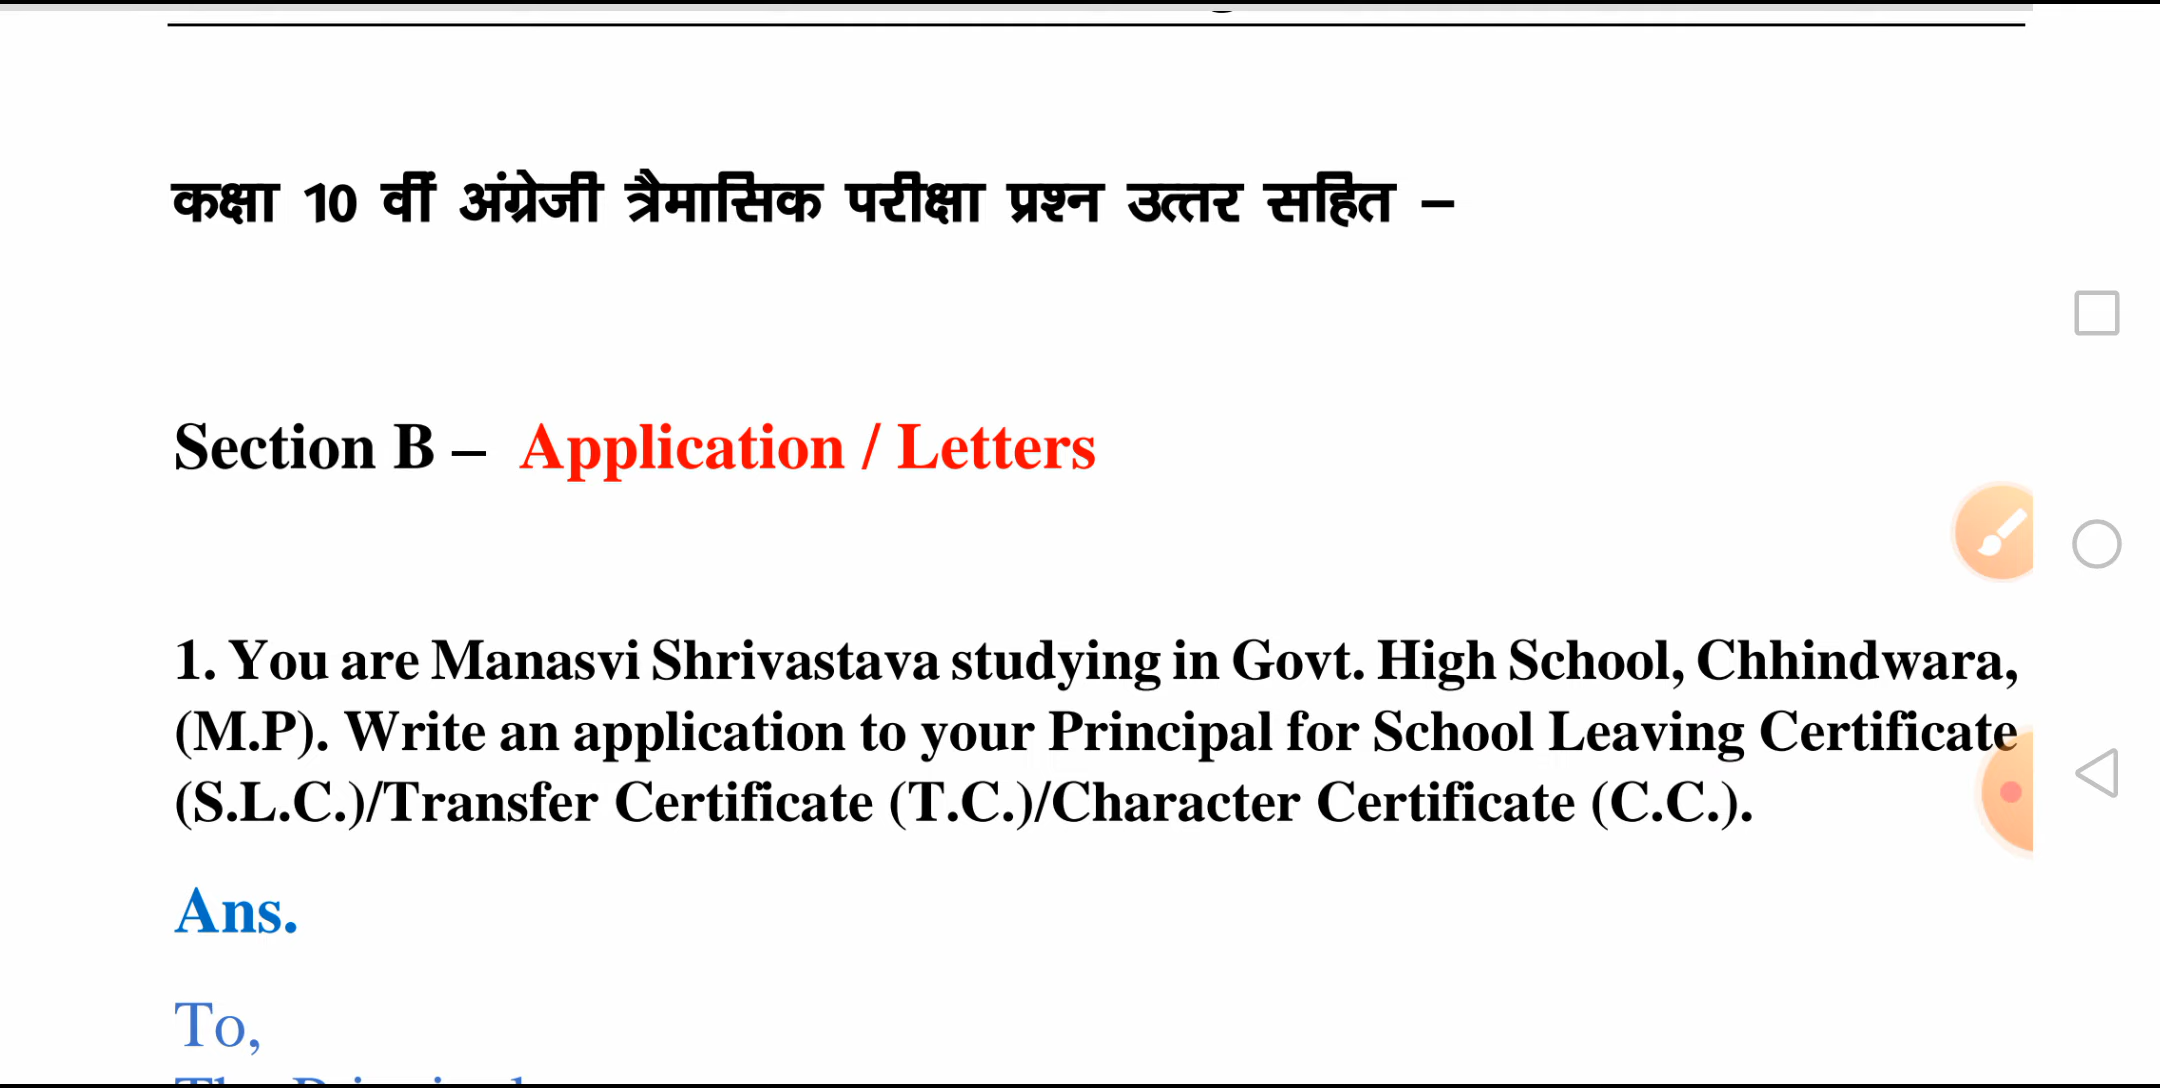 कक्षा 10 वीं अंग्रेजी त्रैमासिक परीक्षा प्रश्न उत्तर सहित –
Section B – Application / Letters
1. You are Manasvi Shrivastava studying in Govt. High School, Chhindwara,
(M.P). Write an application to your Principal for School Leaving Certificate
(S.L.C.)/Transfer Certificate (T.C.)/Character Certificate (C.C.).
Ans.
To,